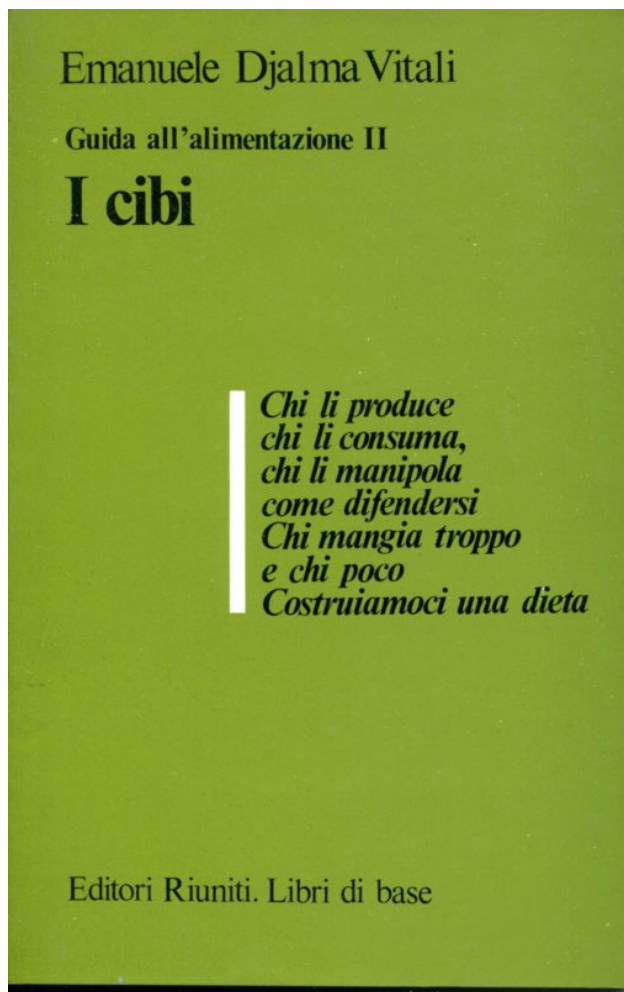 Emanuele Djalma Vitali
Guida all'alimentazione II
I cibi
Chi li produce
chi li consuma,
chi li manipola
come difendersi
Chi mangia troppo
e chi poco
Costruiamoci una dieta
Editori Riuniti. Libri di base